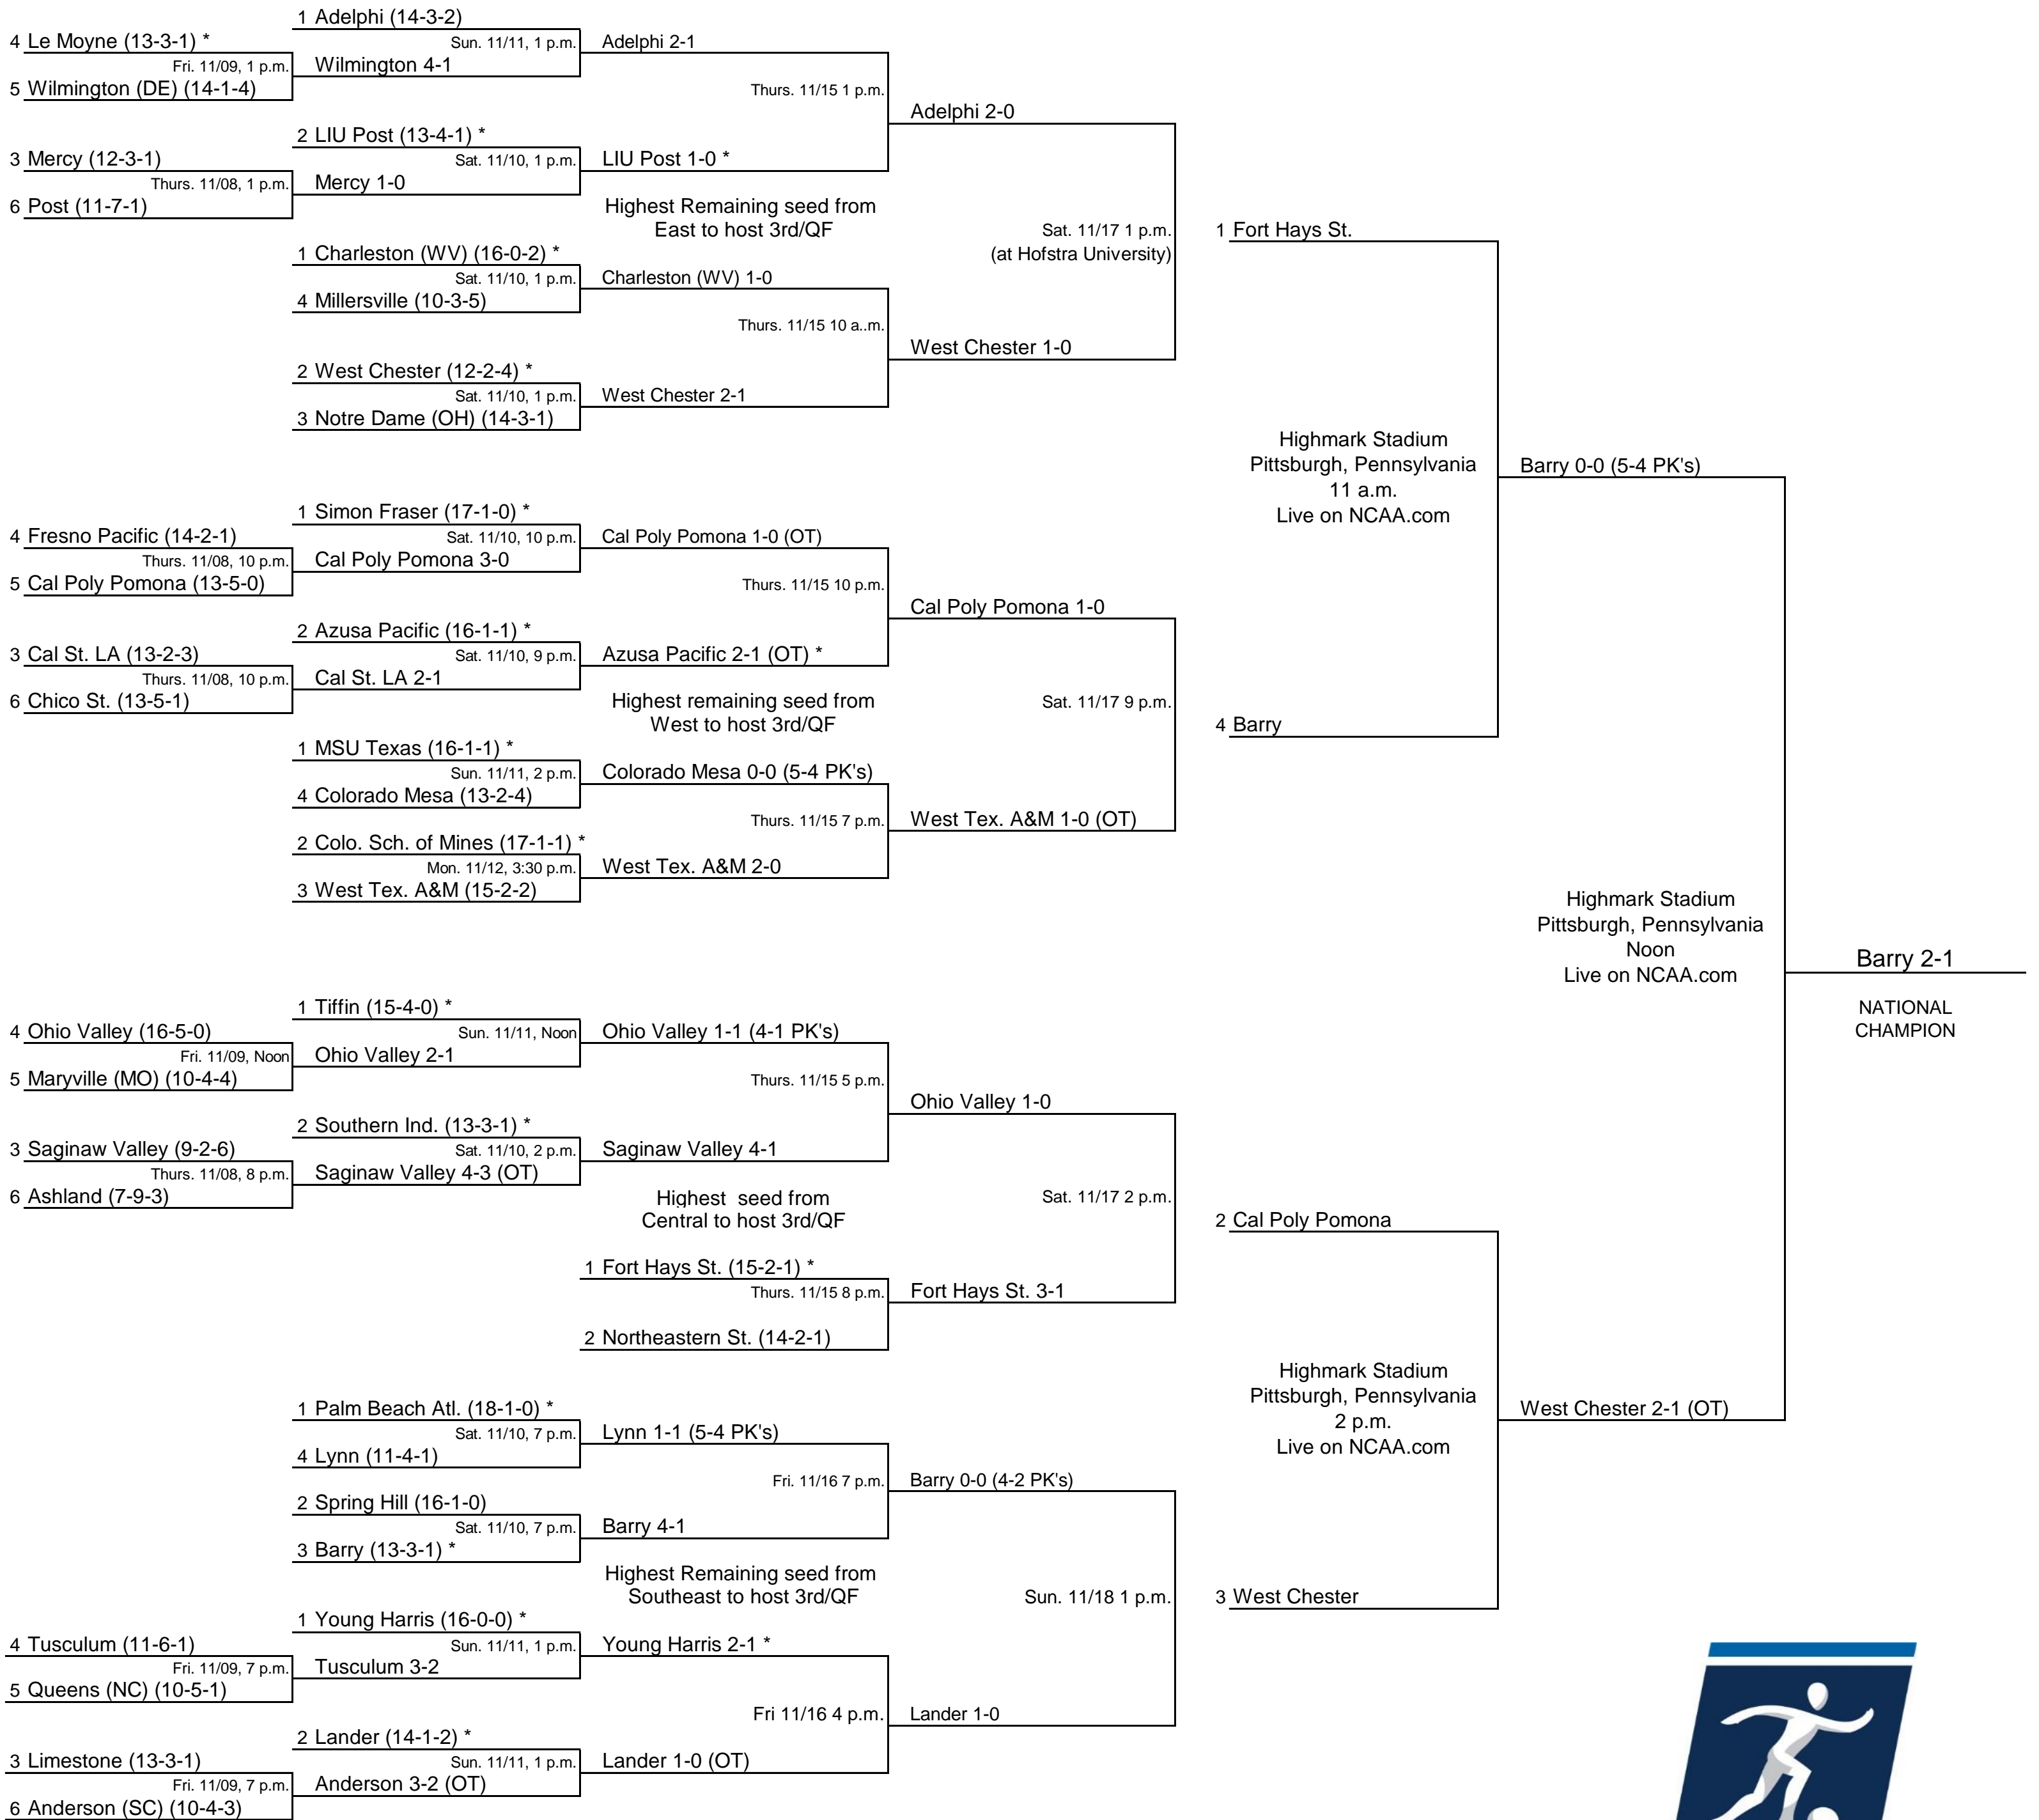 1 Adelphi (14-3-2)
4 Le Moyne (13-3-1) *
Sun. 11/11, 1 p.m.
Adelphi 2-1
Fri. 11/09, 1 p.m.
Wilmington 4-1
5 Wilmington (DE) (14-1-4)
Thurs. 11/15 1 p.m.
Adelphi 2-0
2 LIU Post (13-4-1) *
3 Mercy (12-3-1)
Sat. 11/10, 1 p.m.
LIU Post 1-0 *
Thurs. 11/08, 1 p.m.
Mercy 1-0
6 Post (11-7-1)
Highest Remaining seed from
East to host 3rd/QF
Sat. 11/17 1 p.m.
(at Hofstra University)
1 Fort Hays St.
1 Charleston (WV) (16-0-2) *
Sat. 11/10, 1 p.m.
Charleston (WV) 1-0
4 Millersville (10-3-5)
Thurs. 11/15 10 a..m.
West Chester 1-0
2 West Chester (12-2-4) *
Sat. 11/10, 1 p.m.
West Chester 2-1
3 Notre Dame (OH) (14-3-1)
Highmark Stadium
Pittsburgh, Pennsylvania
11 a.m.
Live on NCAA.com
Barry 0-0 (5-4 PK's)
1 Simon Fraser (17-1-0) *
4 Fresno Pacific (14-2-1)
Sat. 11/10, 10 p.m.
Cal Poly Pomona 1-0 (OT)
Thurs. 11/08, 10 p.m.
Cal Poly Pomona 3-0
5 Cal Poly Pomona (13-5-0)
Thurs. 11/15 10 p.m.
Cal Poly Pomona 1-0
2 Azusa Pacific (16-1-1) *
3 Cal St. LA (13-2-3)
Sat. 11/10, 9 p.m.
Azusa Pacific 2-1 (OT) *
Thurs. 11/08, 10 p.m.
Cal St. LA 2-1
6 Chico St. (13-5-1)
Highest remaining seed from
West to host 3rd/QF
Sat. 11/17 9 p.m.
4 Barry
1 MSU Texas (16-1-1) *
Sun. 11/11, 2 p.m.
Colorado Mesa 0-0 (5-4 PK's)
4 Colorado Mesa (13-2-4)
Thurs. 11/15 7 p.m.
West Tex. A&M 1-0 (OT)
2 Colo. Sch. of Mines (17-1-1) *
Mon. 11/12, 3:30 p.m.
West Tex. A&M 2-0
3 West Tex. A&M (15-2-2)
Highmark Stadium
Pittsburgh, Pennsylvania
Noon
Live on NCAA.com
Barry 2-1
NATIONAL
CHAMPION
1 Tiffin (15-4-0) *
4 Ohio Valley (16-5-0)
Sun. 11/11, Noon
Ohio Valley 1-1 (4-1 PK's)
Fri. 11/09, Noon
Ohio Valley 2-1
5 Maryville (MO) (10-4-4)
Thurs. 11/15 5 p.m.
Ohio Valley 1-0
2 Southern Ind. (13-3-1) *
3 Saginaw Valley (9-2-6)
Sat. 11/10, 2 p.m.
Saginaw Valley 4-1
Thurs. 11/08, 8 p.m.
Saginaw Valley 4-3 (OT)
6 Ashland (7-9-3)
Highest seed from
Central to host 3rd/QF
Sat. 11/17 2 p.m.
2 Cal Poly Pomona
1 Fort Hays St. (15-2-1) *
Thurs. 11/15 8 p.m.
Fort Hays St. 3-1
2 Northeastern St. (14-2-1)
Highmark Stadium
Pittsburgh, Pennsylvania
2 p.m.
Live on NCAA.com
West Chester 2-1 (OT)
1 Palm Beach Atl. (18-1-0) *
Sat. 11/10, 7 p.m.
Lynn 1-1 (5-4 PK's)
4 Lynn (11-4-1)
Fri. 11/16 7 p.m.
Barry 0-0 (4-2 PK's)
2 Spring Hill (16-1-0)
Sat. 11/10, 7 p.m.
Barry 4-1
3 Barry (13-3-1) *
Highest Remaining seed from
Southeast to host 3rd/QF
Sun. 11/18 1 p.m.
3 West Chester
1 Young Harris (16-0-0) *
4 Tusculum (11-6-1)
Sun. 11/11, 1 p.m.
Young Harris 2-1 *
Fri. 11/09, 7 p.m.
Tusculum 3-2
5 Queens (NC) (10-5-1)
Fri 11/16 4 p.m.
Lander 1-0
2 Lander (14-1-2) *
3 Limestone (13-3-1)
Sun. 11/11, 1 p.m.
Lander 1-0 (OT)
Fri. 11/09, 7 p.m.
Anderson 3-2 (OT)
6 Anderson (SC) (10-4-3)